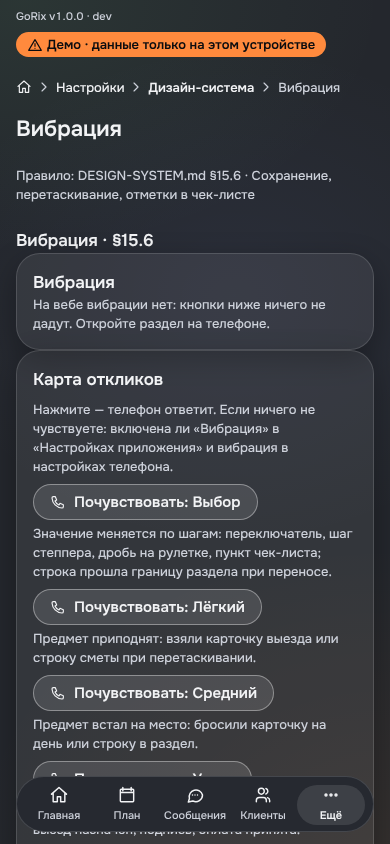 GoRix v1.0.0 · dev
Демо · данные только на этом устройстве
Настройки
Дизайн-система
Вибрация
Вибрация
Правило: DESIGN-SYSTEM.md §15.6 · Сохранение,
перетаскивание, отметки в чек-листе
Вибрация · §15.6
Вибрация
На вебе вибрации нет: кнопки ниже ничего не
дадут. Откройте раздел на телефоне.
Карта откликов
Нажмите — телефон ответит. Если ничего не
чувствуете: включена ли «Вибрация» в
«Настройках приложения» и вибрация в
настройках телефона.
Почувствовать: Выбор
Значение меняется по шагам: переключатель, шаг
степпера, дробь на рулетке, пункт чек-листа;
строка прошла границу раздела при переносе.
Почувствовать: Лёгкий
Предмет приподнят: взяли карточку выезда или
строку сметы при перетаскивании.
Почувствовать: Средний
Предмет встал на место: бросили карточку на
день или строку в раздел.
Главная
План
Сообщения
Клиенты
Ещё